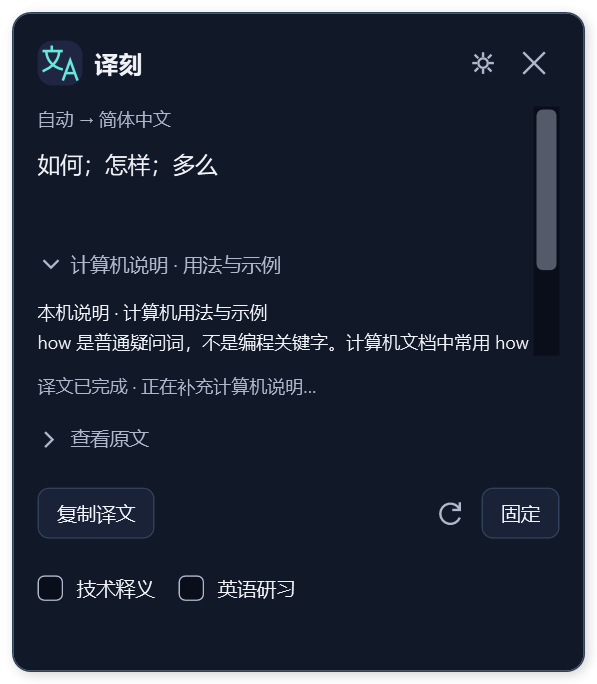 文A 译刻
自动 → 简体中文
如何；怎样；多么
计算机说明 · 用法与示例
本机说明 · 计算机用法与示例
how 是普通疑问词，不是编程关键字。计算机文档中常用 how
译文已完成 · 正在补充计算机说明...
查看原文
复制译文 固定
技术释义 英语研习